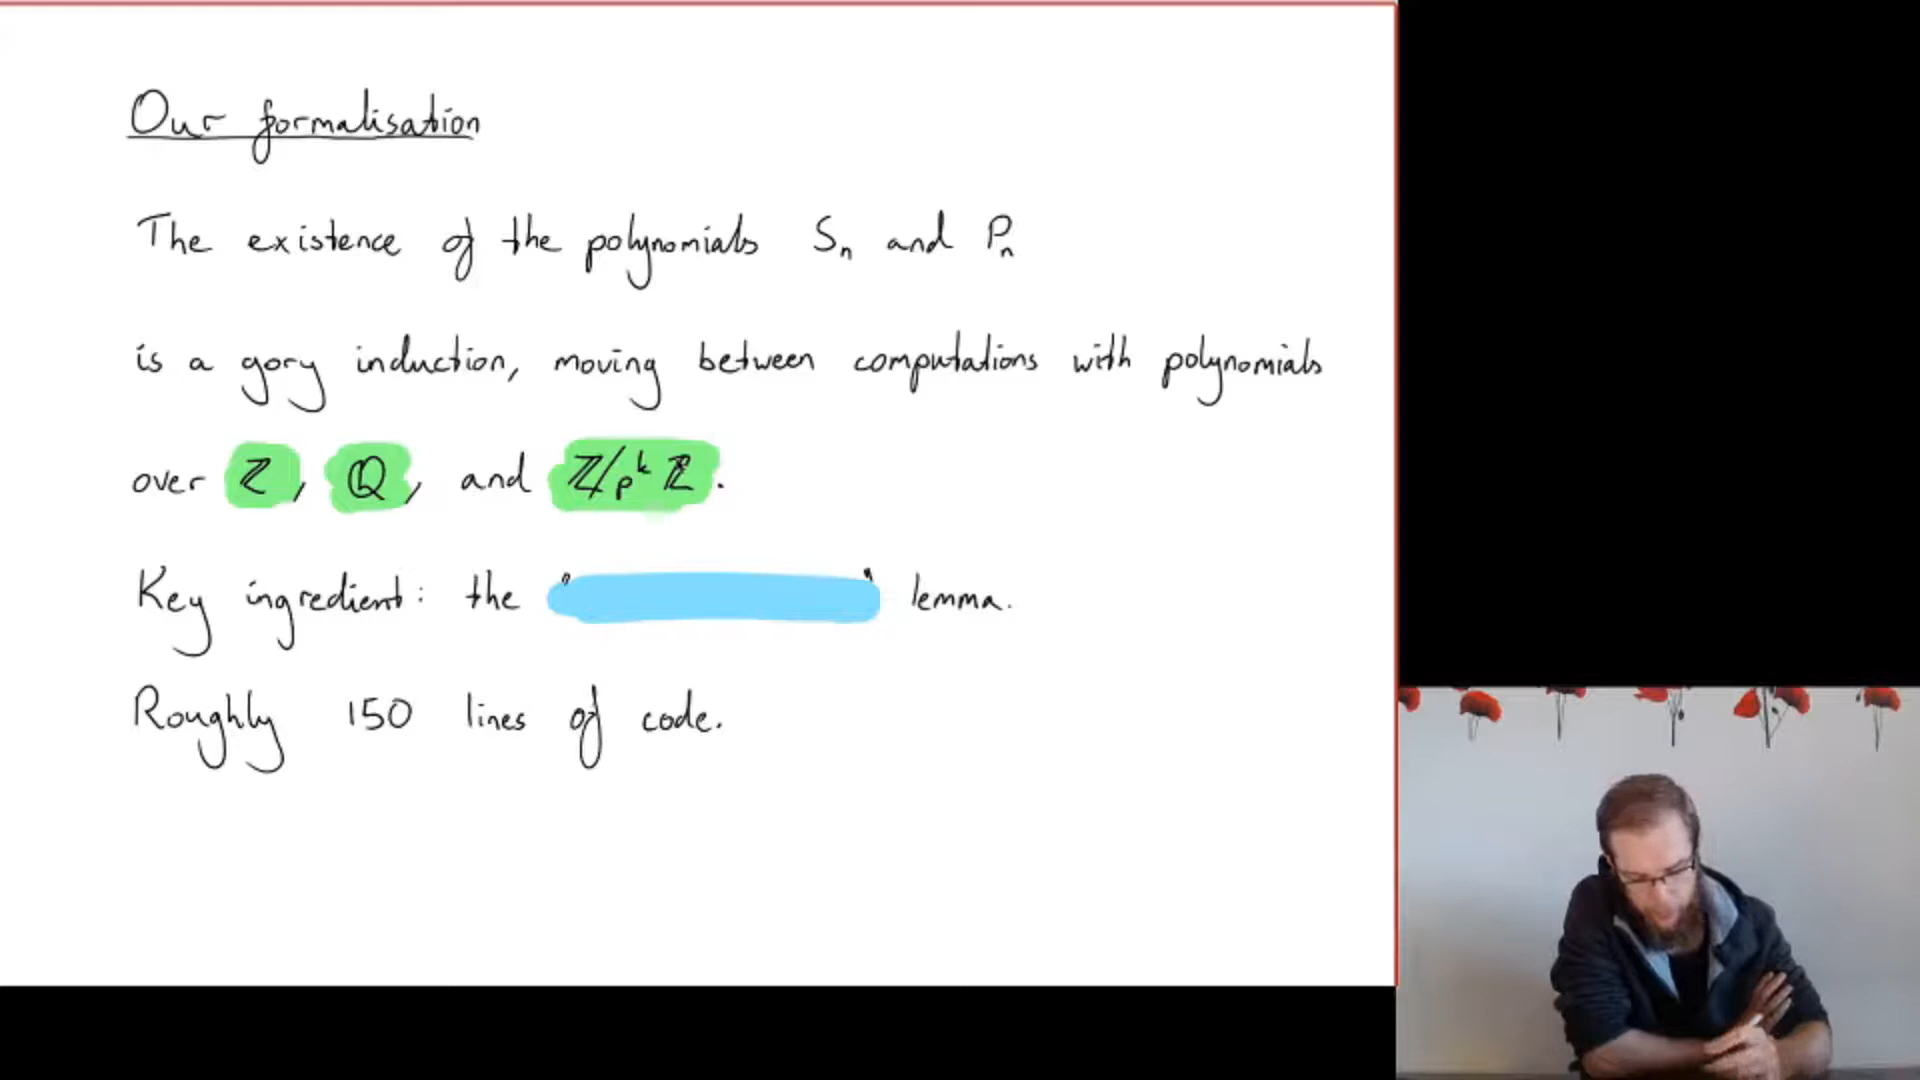 Our formalisation
The existence of the polynomials Sₙ and Pₙ
is a gory induction, moving between computations with polynomials
over ℤ, ℚ, and ℤ/pᵏℤ.
Key ingredient: the ' ' lemma.
Roughly 150 lines of code.